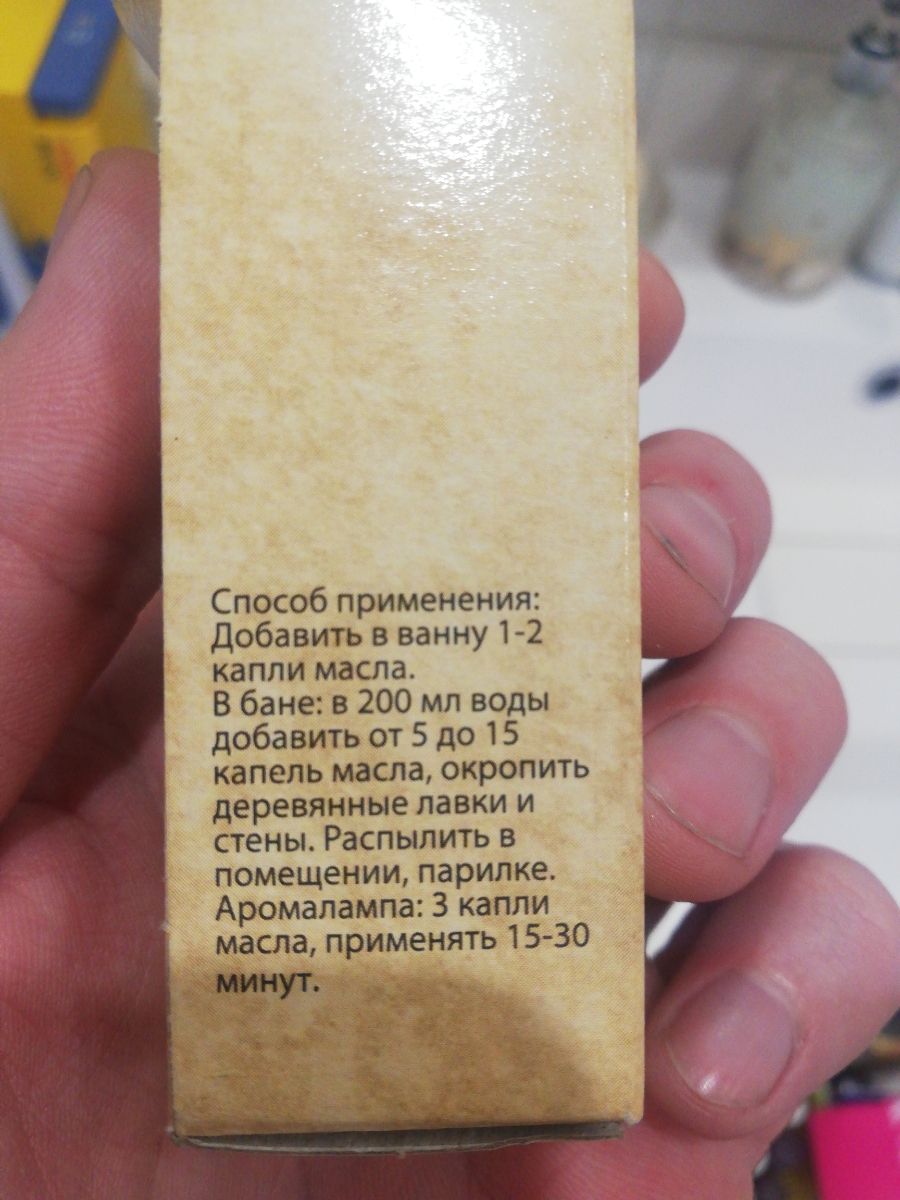 Способ применения:
Добавить в ванну 1-2
капли масла.
В бане: в 200 мл воды
добавить от 5 до 15
капель масла, окропить
деревянные лавки и
стены. Распылить в
помещении, парилке.
Аромалампа: 3 капли
масла, применять 15-30
минут.